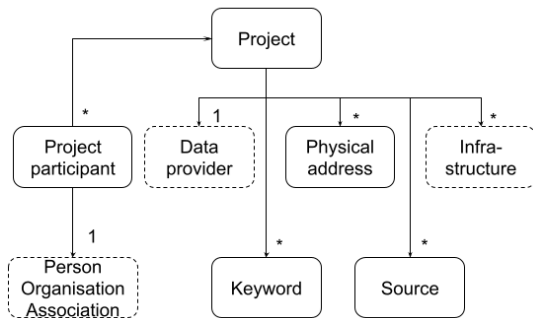 Project
*
1
*
*
Project
participant
Data
provider
Physical
address
Infra-
structure
1
*
*
Person
Organisation
Association
Keyword
Source